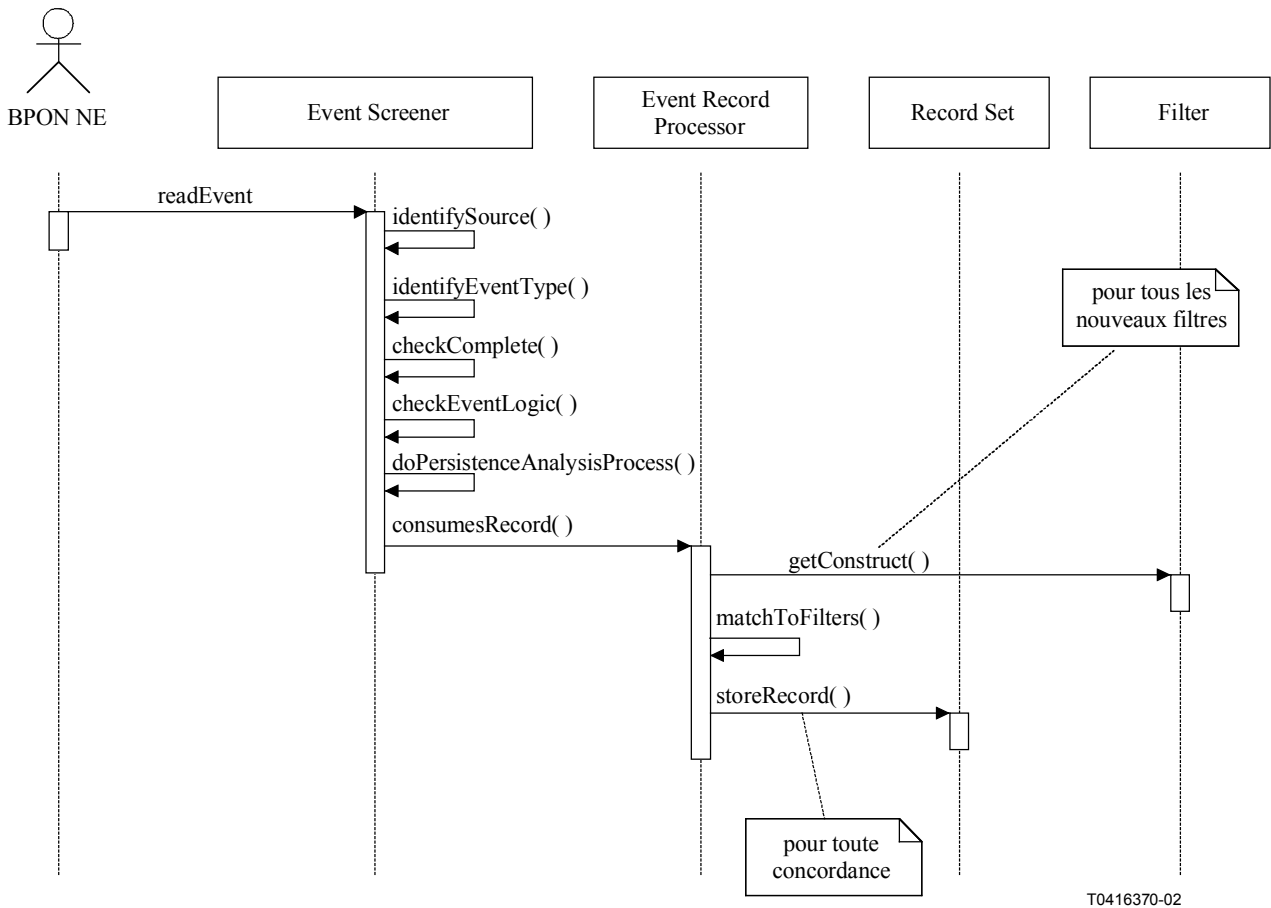 BPON NE
Event Screener
Event Record
Processor
Record Set
Filter
readEvent
identifySource( )
identifyEventType( )
checkComplete( )
checkEventLogic( )
doPersistenceAnalysisProcess( )
consumesRecord( )
pour tous les
nouveaux filtres
getConstruct( )
matchToFilters( )
storeRecord( )
pour toute
concordance
T0416370-02